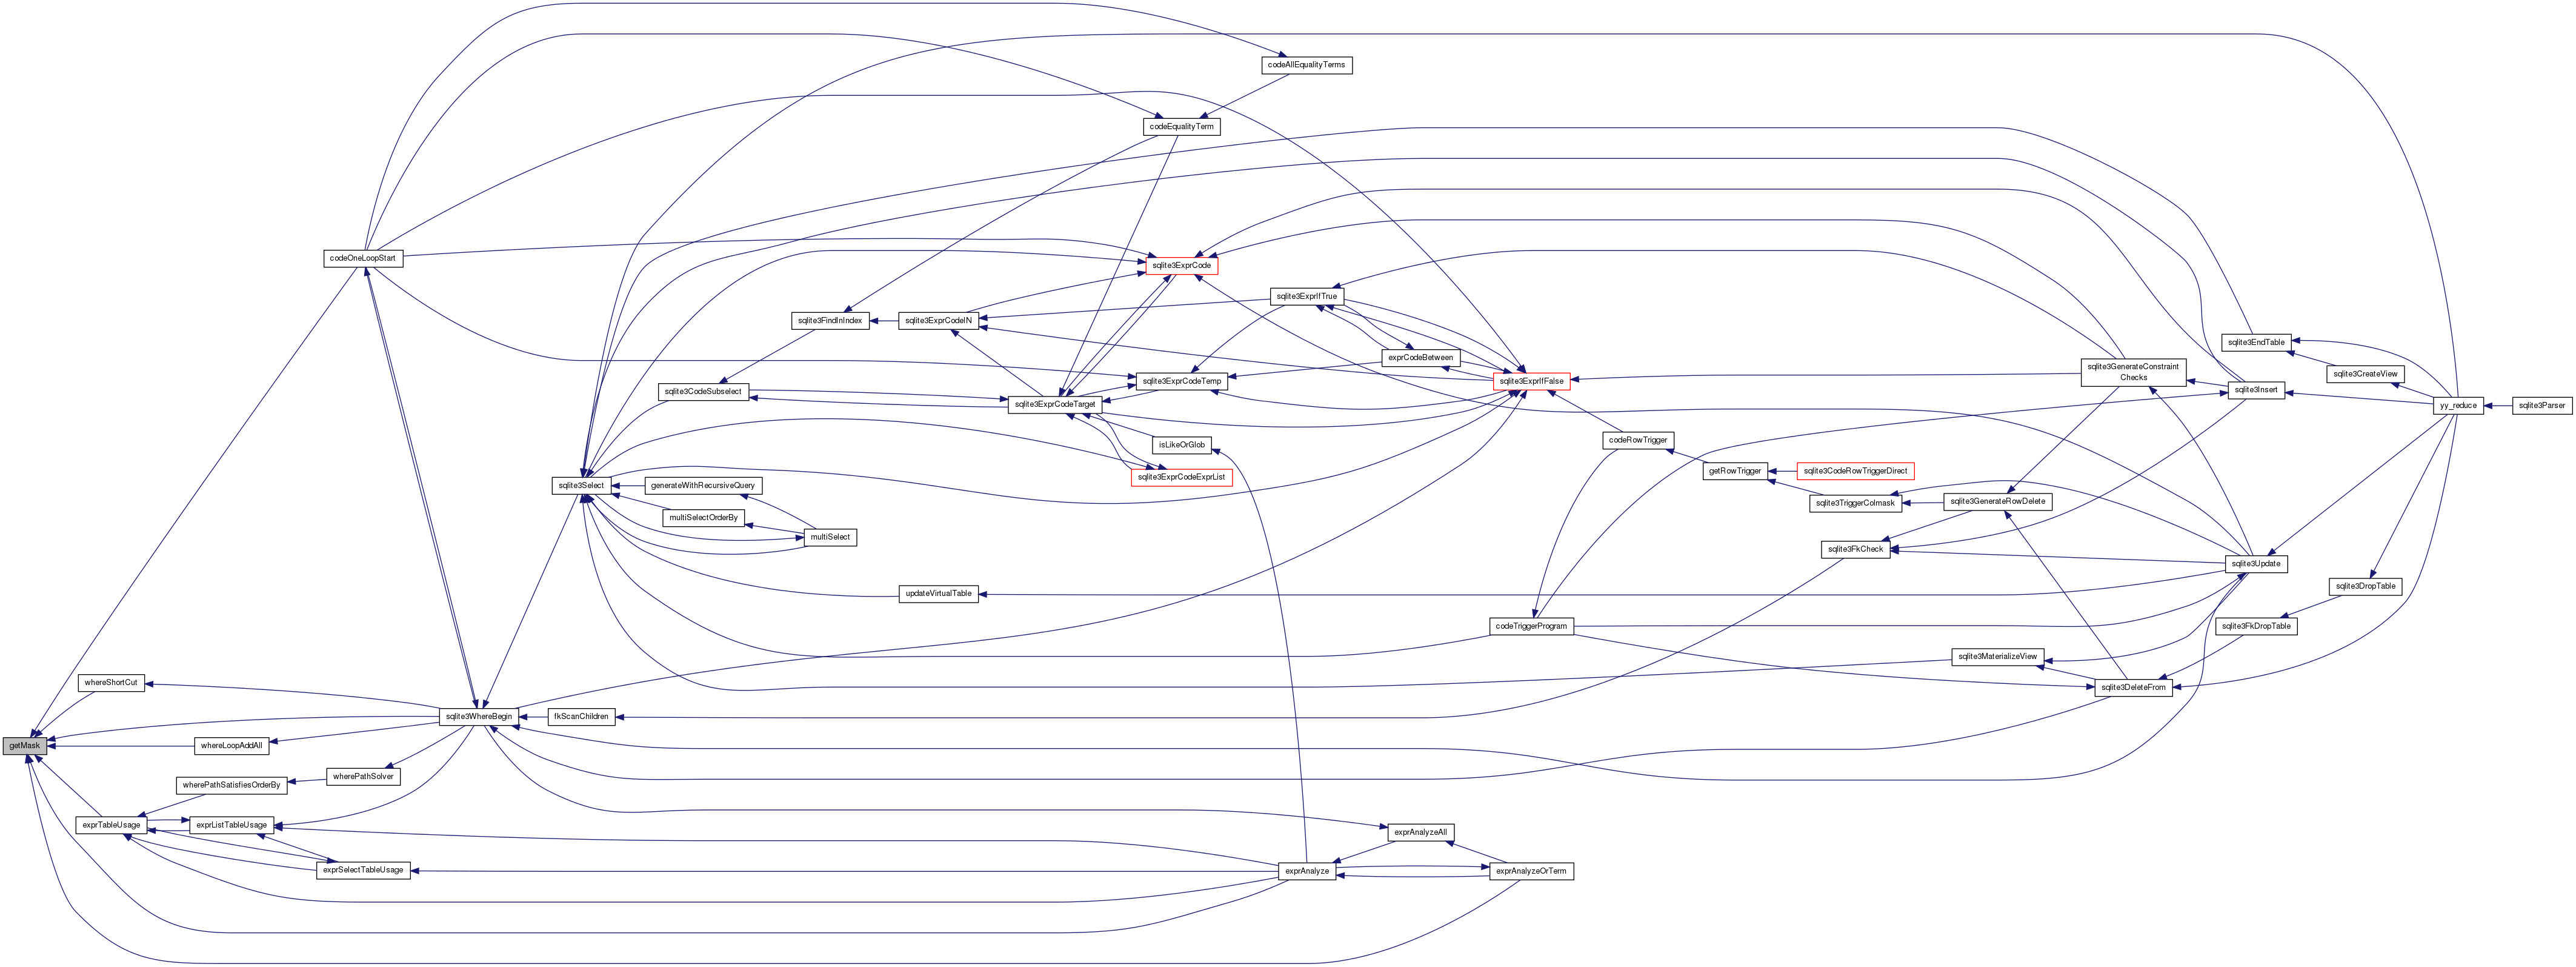 codeAllEqualityTerms
codeEqualityTerm
codeOneLoopStart
sqlite3ExprCode
sqlite3ExprIfTrue
sqlite3FindInIndex
sqlite3ExprCodeIN
sqlite3EndTable
exprCodeBetween
sqlite3GenerateConstraint
Checks
sqlite3CreateView
sqlite3ExprCodeTemp
sqlite3ExprIfFalse
sqlite3CodeSubselect
sqlite3Insert
sqlite3ExprCodeTarget
yy_reduce
sqlite3Parser
isLikeOrGlob
codeRowTrigger
getRowTrigger
sqlite3CodeRowTriggerDirect
sqlite3ExprCodeExprList
sqlite3Select
generateWithRecursiveQuery
sqlite3TriggerColmask
sqlite3GenerateRowDelete
multiSelectOrderBy
multiSelect
sqlite3FkCheck
sqlite3Update
sqlite3DropTable
updateVirtualTable
codeTriggerProgram
sqlite3FkDropTable
sqlite3MaterializeView
whereShortCut
sqlite3DeleteFrom
sqlite3WhereBegin
fkScanChildren
getMask
whereLoopAddAll
wherePathSolver
wherePathSatisfiesOrderBy
exprTableUsage
exprListTableUsage
exprAnalyzeAll
exprSelectTableUsage
exprAnalyze
exprAnalyzeOrTerm